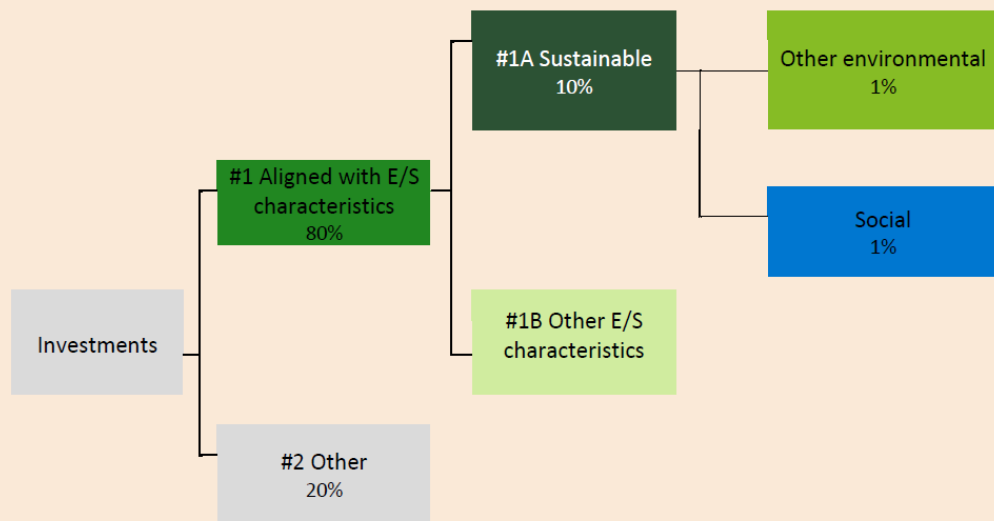 #1A Sustainable
10%
Other environmental
1%
#1 Aligned with E/S
characteristics
80%
Social
1%
Investments
#1B Other E/S
characteristics
#2 Other
20%